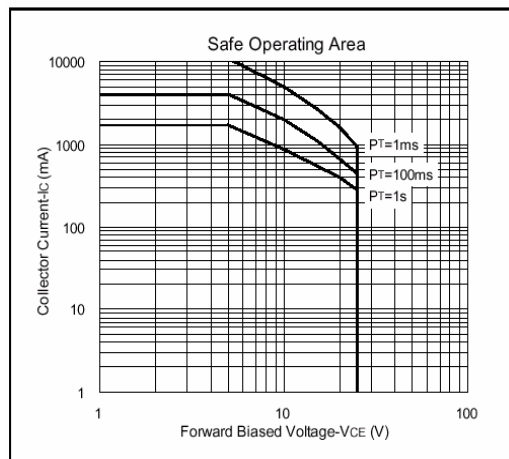 Safe Operating Area
10000
1000
100
10
1
Collector Current-IC (mA)
PT=1ms
PT=100ms
PT=1s
1
10
100
Forward Biased Voltage-VCE (V)